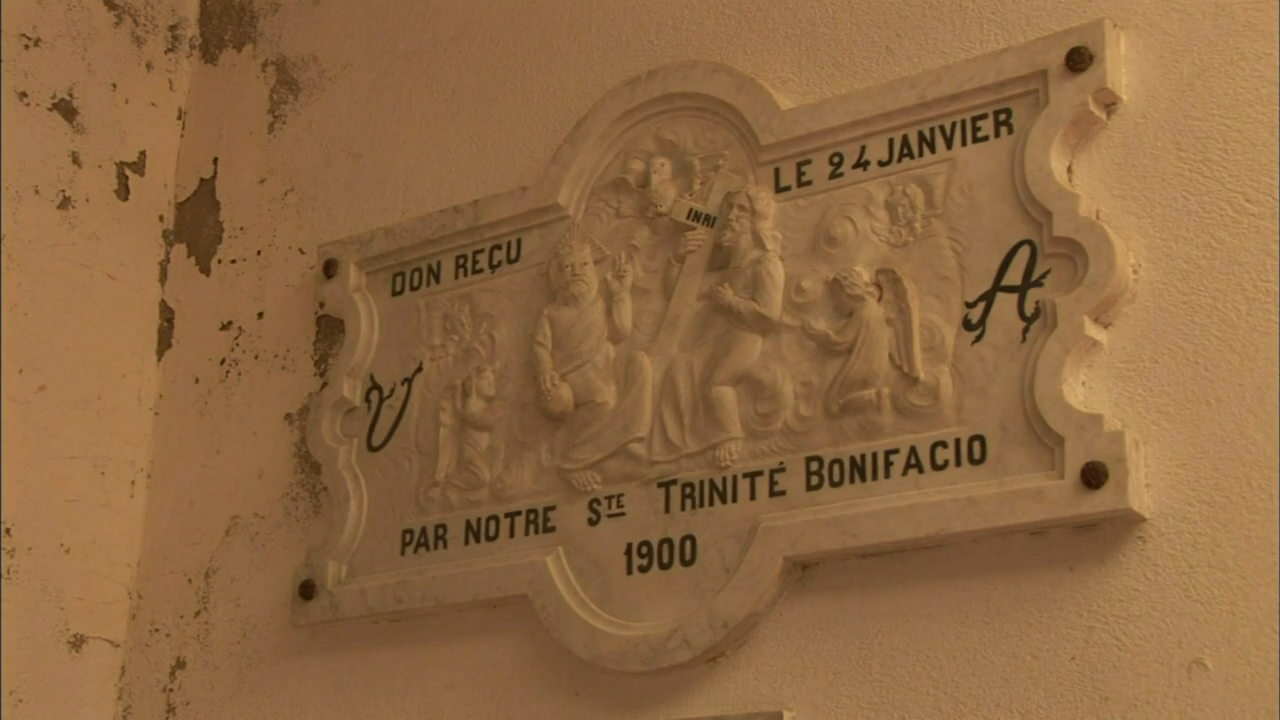 DON REÇU LE 24 JANVIER
INRI
V A
PAR NOTRE STE TRINITÉ BONIFACIO
1900